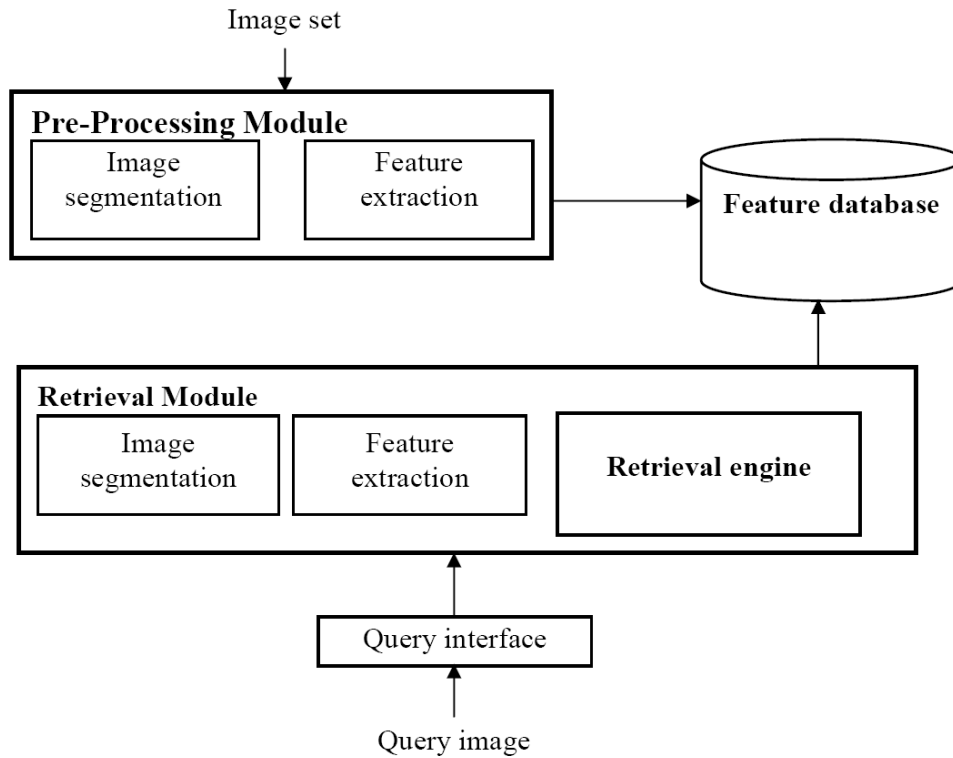 Image set
Pre-Processing Module
Image
segmentation
Feature
extraction
Feature database
Retrieval Module
Image
segmentation
Feature
extraction
Retrieval engine
Query interface
Query image